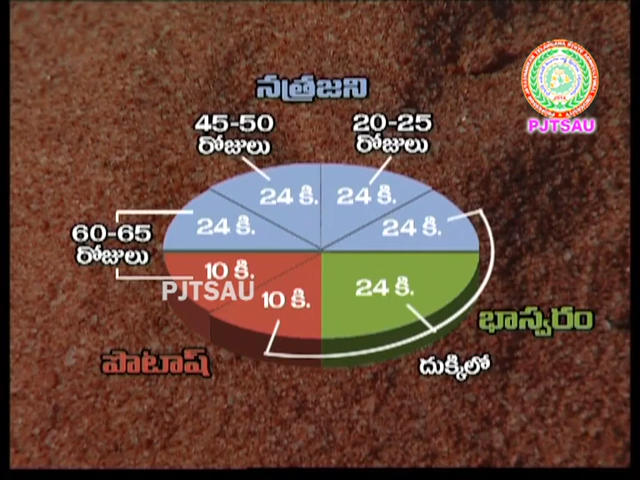 నత్రజని
45-50
రోజులు
20-25
రోజులు
PJTSAU
24 కి.
24 కి.
24 కి.
24 కి.
60-65
రోజులు
10 కి.
10 కి.
24 కి.
PJTSAU
భాస్వరం
పొటాష్
దుక్కిలో